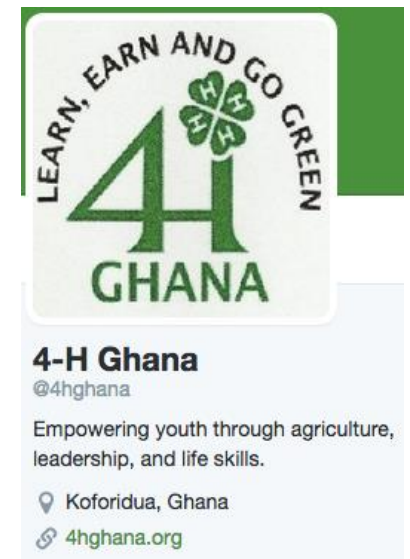 LEARN, EARN AND GO GREEN
H H H H
4H
GHANA
4-H Ghana
@4hghana
Empowering youth through agriculture,
leadership, and life skills.
Koforidua, Ghana
4hghana.org